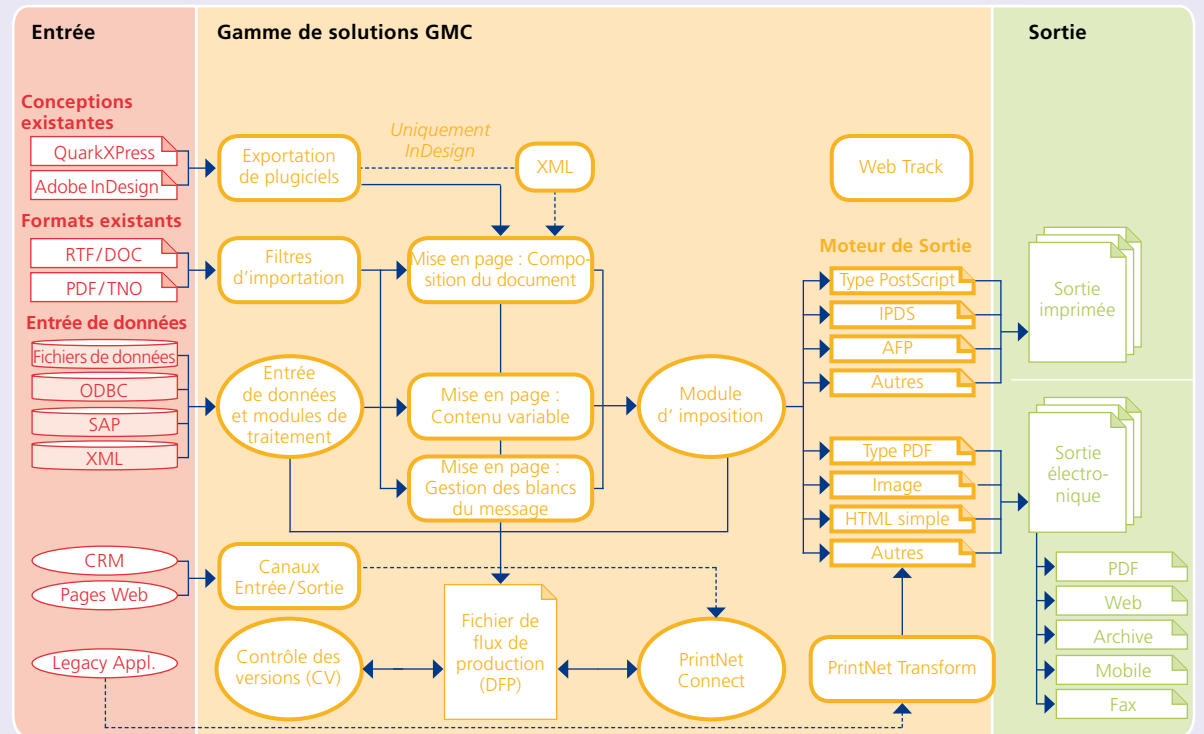 Entrée
Gamme de solutions GMC
Sortie
Conceptions
existantes
QuarkXPress
Adobe InDesign
Exportation
de plugiciels
Uniquement
InDesign
XML
Web Track
Formats existants
RTF/DOC
PDF/TNO
Filtres
d'importation
Mise en page : Compo-
sition du document
Moteur de Sortie
Type PostScript
IPDS
AFP
Autres
Sortie
imprimée
Entrée de données
Fichiers de données
ODBC
SAP
XML
Entrée
de données
et modules de
traitement
Mise en page :
Contenu variable
Mise en page :
Gestion des blancs
du message
Module
d' imposition
Type PDF
Image
HTML simple
Autres
Sortie
électro-
nique
CRM
Pages Web
Canaux
Entrée/Sortie
Legacy Appl.
Contrôle des
versions (CV)
Fichier de
flux de
production
(DFP)
PrintNet
Connect
PrintNet Transform
PDF
Web
Archive
Mobile
Fax